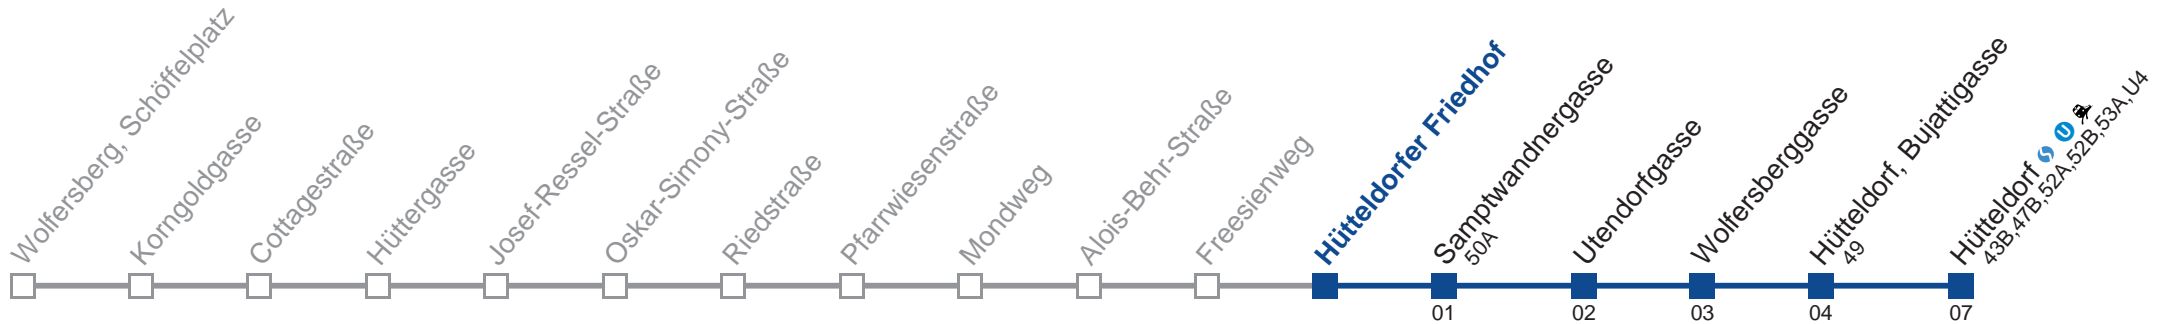 Wolfersberg, Schöffelplatz
Korngoldgasse
Cottagestraße
Hüttergasse
Josef-Ressel-Straße
Oskar-Simony-Straße
Riedstraße
Pfarrwiesenstraße
Mondweg
Alois-Behr-Straße
Freesienweg
Hütteldorfer Friedhof
Samptwandnergasse
50A
Utendorfgasse
Wolfersberggasse
Hütteldorf, Bujattigasse
49
Hütteldorf S U
43B,47B,52A,52B,53A,U4
01
02
03
04
07